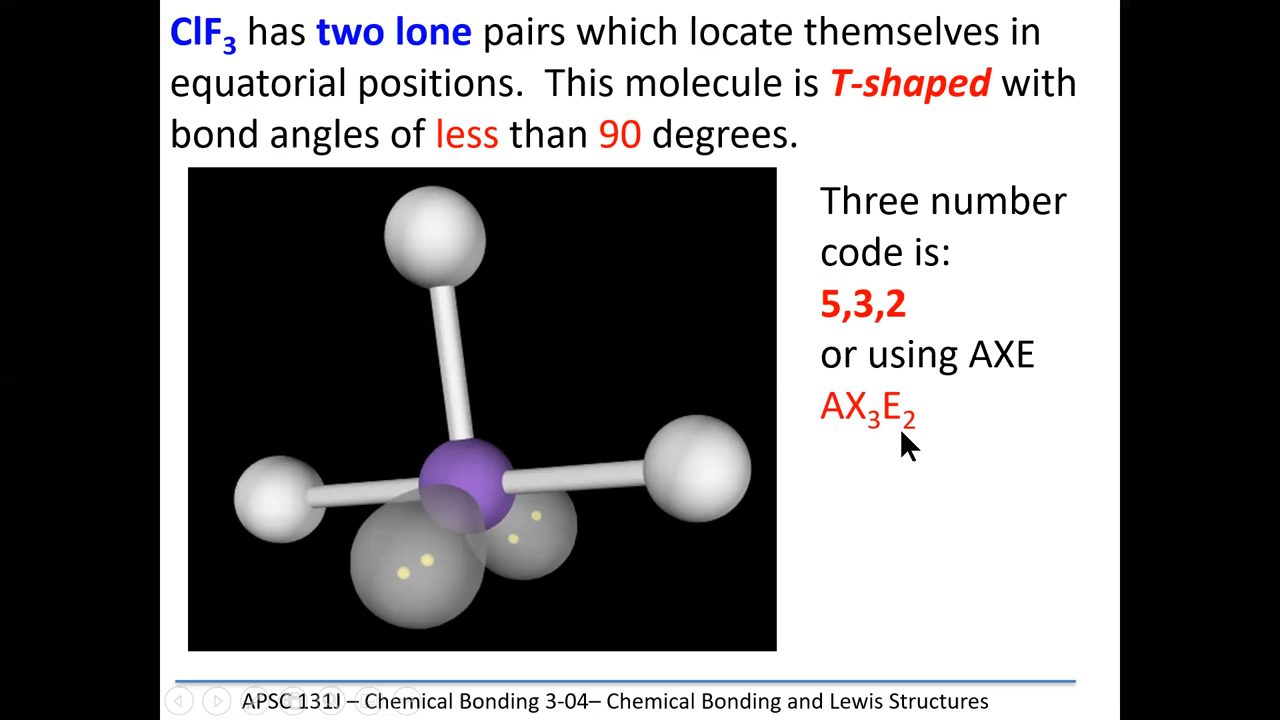 ClF₃ has two lone pairs which locate themselves in
equatorial positions. This molecule is T-shaped with
bond angles of less than 90 degrees.
Three number
code is:
5,3,2
or using AXE
AX₃E₂
APSC 131J – Chemical Bonding 3-04– Chemical Bonding and Lewis Structures